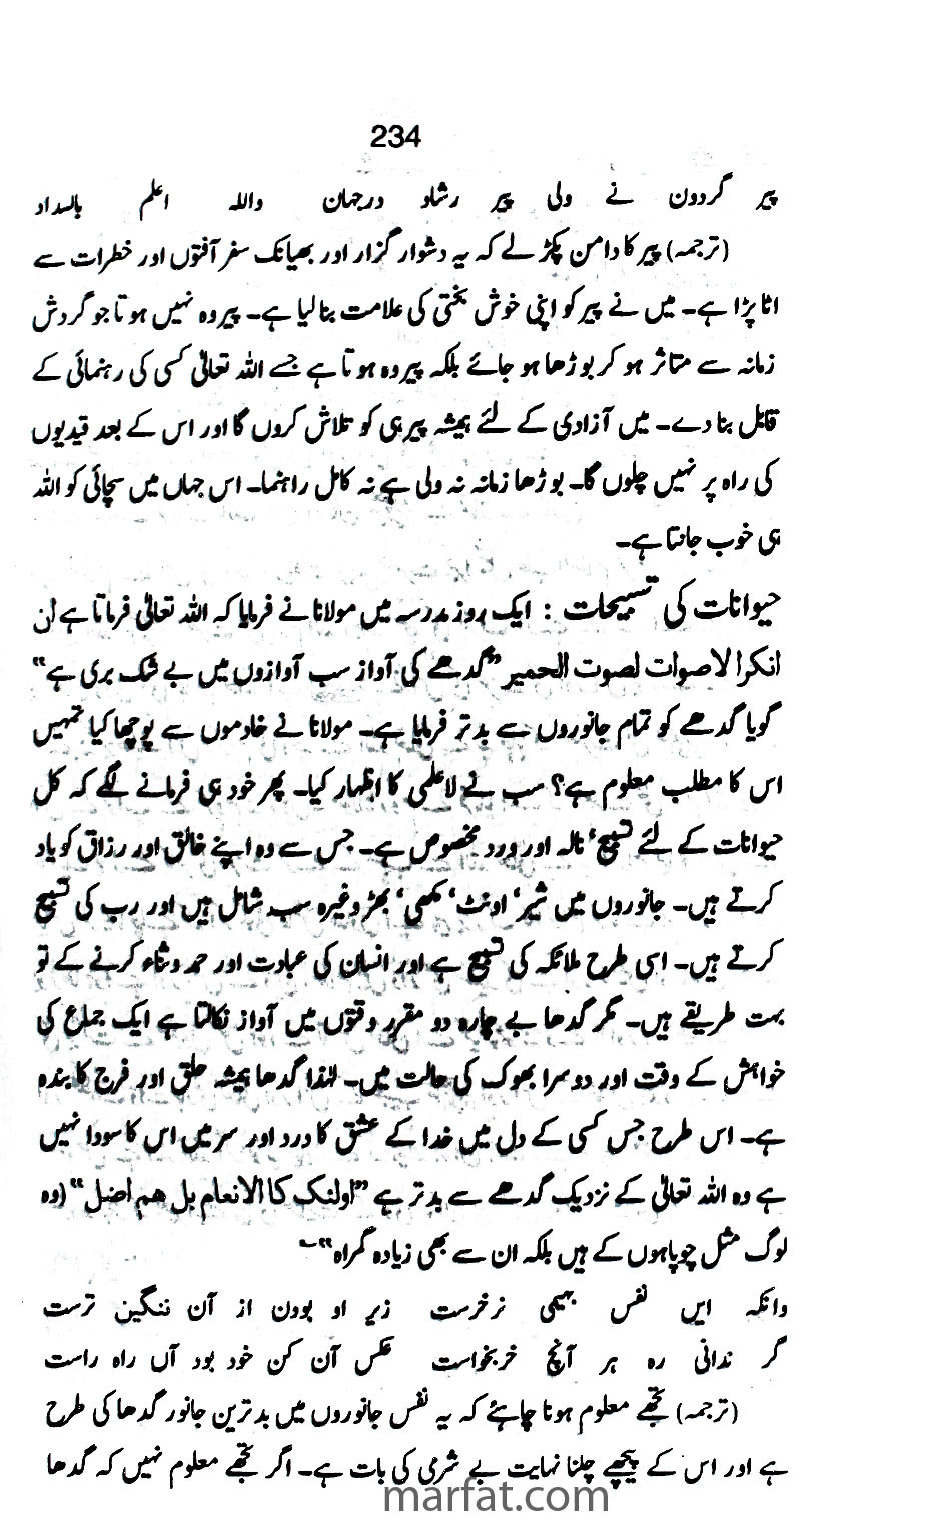 234
پیر گردون نے ولی پیر رشاد درجہان واللہ اعلم بالسداد
(ترجمہ) پیر کا دامن پکڑ لے کہ یہ دشوار گزار اور بھیانک سفر آفتوں اور خطرات سے
اٹا پڑا ہے۔ میں نے پیر کو اپنی خوش بختی کی علامت بنا لیا ہے۔ پیر وہ نہیں ہوتا جو گردش
زمانہ سے متاثر ہو کر بوڑھا ہو جائے بلکہ پیر وہ ہوتا ہے جسے اللہ تعالیٰ کسی کی رہنمائی کے
قابل بنا دے۔ میں آزادی کے لئے ہمیشہ پیر ہی کو تلاش کروں گا اور اس کے بعد قیدیوں
کی راہ پر نہیں چلوں گا۔ بوڑھا زمانہ نہ ولی ہے نہ کامل راہنما۔ اس جہاں میں سچائی کو اللہ
ہی خوب جانتا ہے۔
حیوانات کی تسبیحات : ایک روز مدرسہ میں مولانا نے فرمایا کہ اللہ تعالیٰ فرماتا ہے ان
انکرا لاصوات لصوت الحمیر ”گدھے کی آواز سب آوازوں میں بے شک بری ہے“
گویا گدھے کو تمام جانوروں سے بدتر فرمایا ہے۔ مولانا نے خادموں سے پوچھا کیا تمہیں
اس کا مطلب معلوم ہے؟ سب نے لاعلمی کا اظہار کیا۔ پھر خود ہی فرمانے لگے کہ کل
حیوانات کے لئے تسبیح‘ نالہ اور ورد مخصوص ہے۔ جس سے وہ اپنے خالق اور رزاق کو یاد
کرتے ہیں۔ جانوروں میں شیر‘ اونٹ‘ مکھی‘ بھڑ وغیرہ سب شامل ہیں اور رب کی تسبیح
کرتے ہیں۔ اسی طرح ملائکہ کی تسبیح ہے اور انسان کی عبادت اور حمد و ثناء کرنے کے تو
بہت طریقے ہیں۔ مگر گدھا بے چارہ دو مقرر وقتوں میں آواز نکالتا ہے ایک جماع کی
خواہش کے وقت اور دوسرا بھوک کی حالت میں۔ لہٰذا گدھا ہمیشہ حلق اور فرج کا بندہ
ہے۔ اس طرح جس کسی کے دل میں خدا کے عشق کا درد اور سر میں اس کا سودا نہیں
ہے وہ اللہ تعالیٰ کے نزدیک گدھے سے بدتر ہے ”اولئک کا الانعام بل هم اضل“ (وہ
لوگ مثل چوپاہوں کے ہیں بلکہ ان سے بھی زیادہ گمراہ“۔
دانکہ ایں نفس بہیمی نرخرست زیر او بودن از آن ننگین ترست
گر ندانی رہ ہر آنچ خربخواست عکس آن کن خود بود آں راہ راست
(ترجمہ) تجھے معلوم ہونا چاہئے کہ یہ نفس جانوروں میں بدترین جانور گدھا کی طرح
ہے اور اس کے پیچھے چلنا نہایت بے شرمی کی بات ہے۔ اگر تجھے معلوم نہیں کہ گدھا
marfat.com